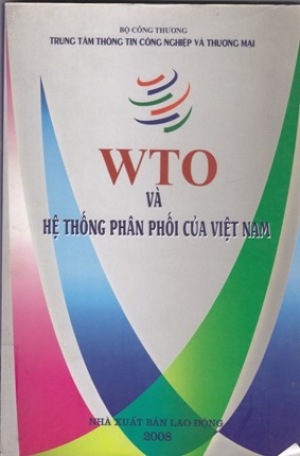 BỘ CÔNG THƯƠNG
TRUNG TÂM THÔNG TIN CÔNG NGHIỆP VÀ THƯƠNG MẠI
WTO
VÀ
HỆ THỐNG PHÂN PHỐI CỦA VIỆT NAM
NHÀ XUẤT BẢN LAO ĐỘNG
2008